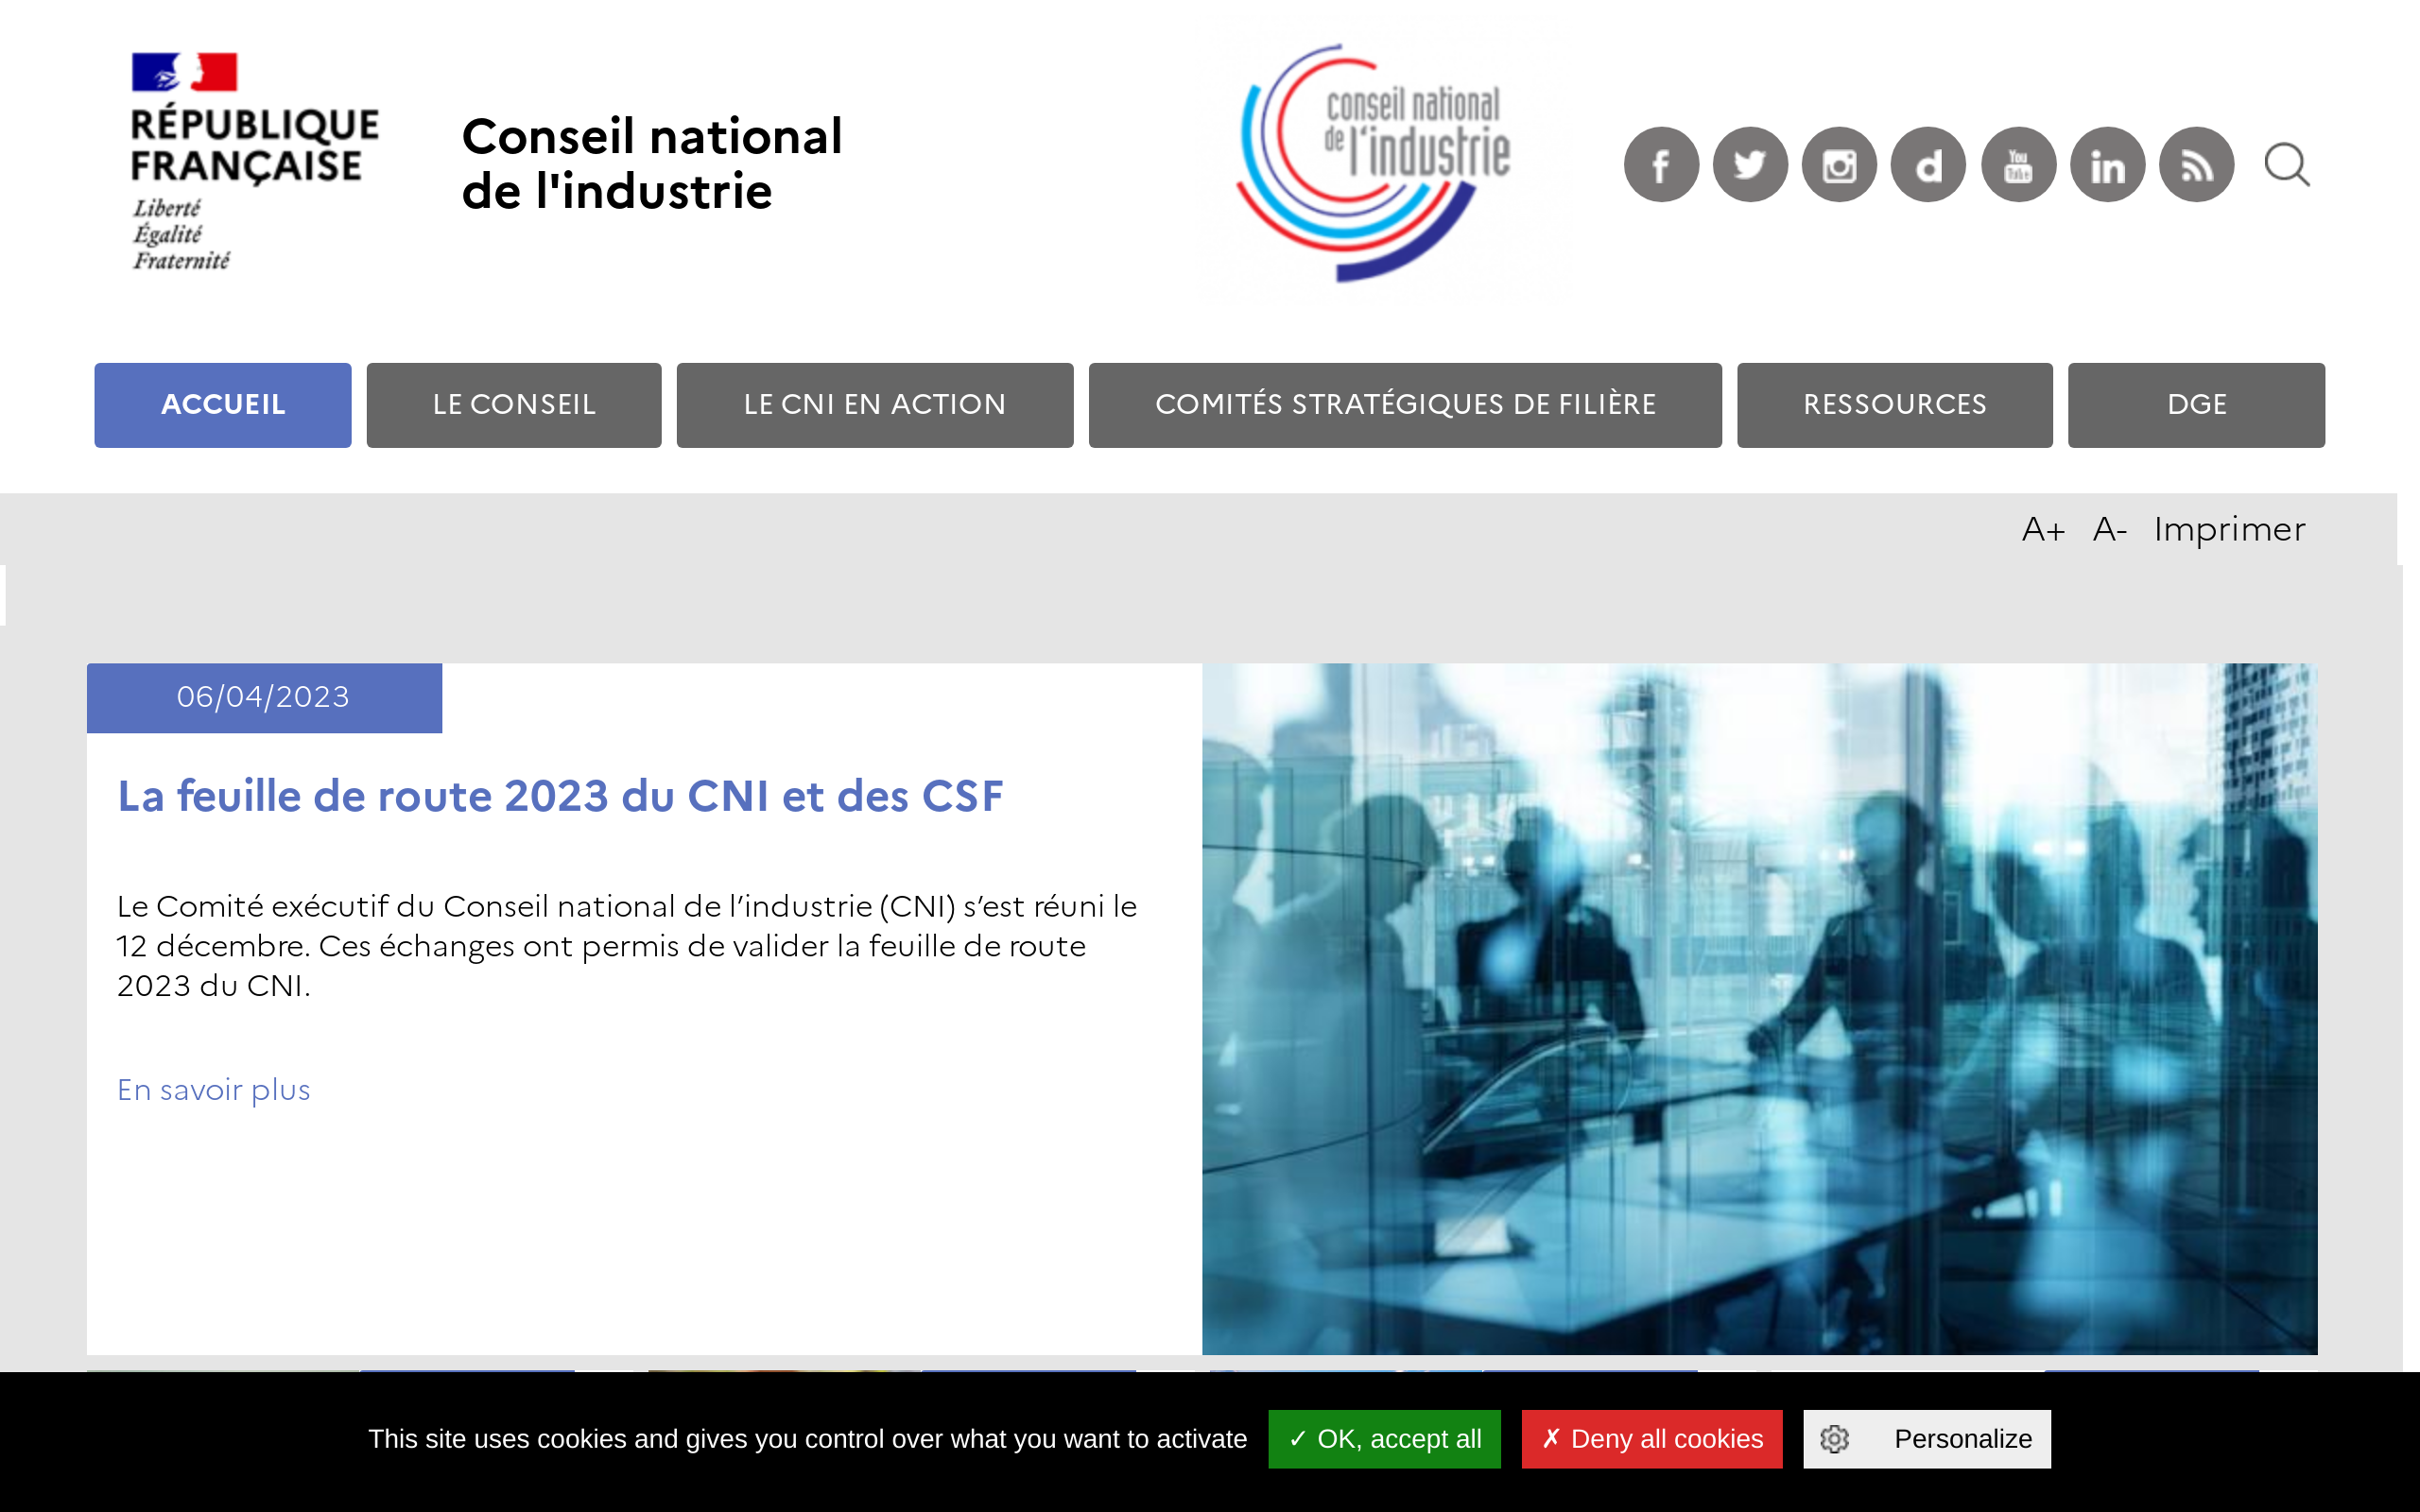 RÉPUBLIQUE
FRANÇAISE
Liberté
Égalité
Fraternité
Conseil national
de l'industrie
conseil national
de l'industrie
You
Tube
ACCUEIL
LE CONSEIL
LE CNI EN ACTION
COMITÉS STRATÉGIQUES DE FILIÈRE
RESSOURCES
DGE
A+ A- Imprimer
06/04/2023
La feuille de route 2023 du CNI et des CSF
Le Comité exécutif du Conseil national de l’industrie (CNI) s’est réuni le
12 décembre. Ces échanges ont permis de valider la feuille de route
2023 du CNI.
En savoir plus
This site uses cookies and gives you control over what you want to activate
✓ OK, accept all
✗ Deny all cookies
Personalize